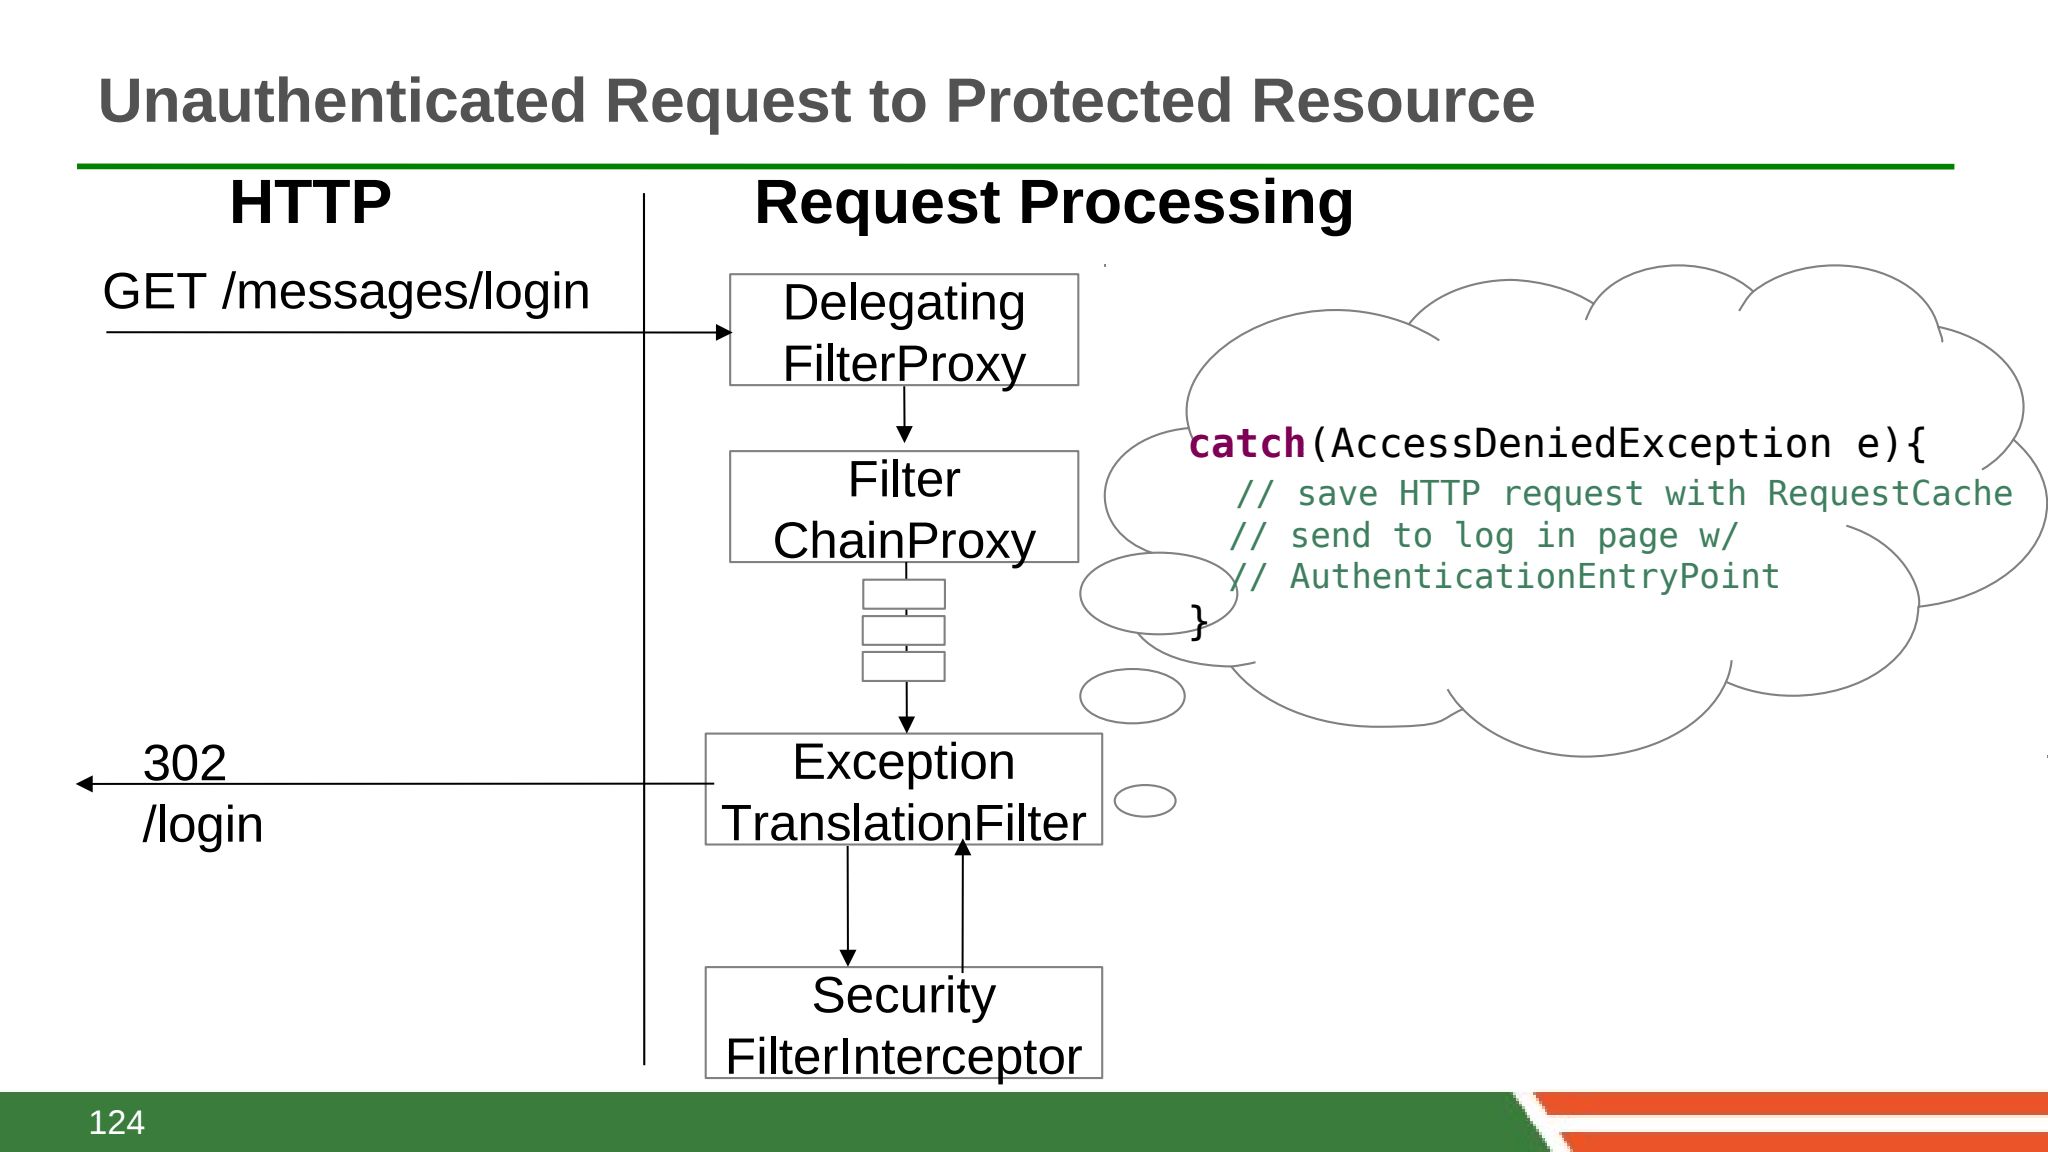 Unauthenticated Request to Protected Resource
HTTP
Request Processing
GET /messages/login
Delegating
FilterProxy
Filter
ChainProxy
catch(AccessDeniedException e){
// save HTTP request with RequestCache
// send to log in page w/
// AuthenticationEntryPoint
}
302
/login
Exception
TranslationFilter
Security
FilterInterceptor
124